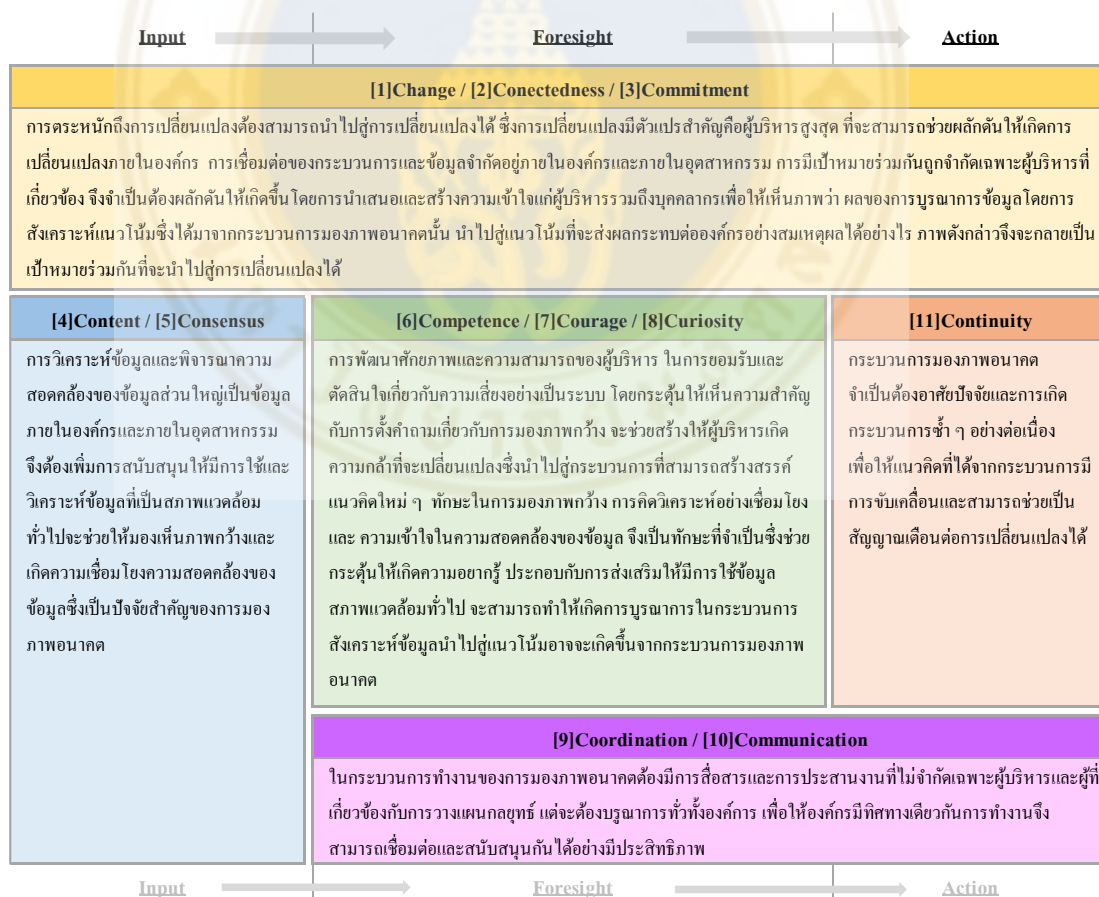 Input Foresight Action
[1]Change / [2]Conectedness / [3]Commitment
การตระหนักถึงการเปลี่ยนแปลงต้องสามารถนำไปสู่การเปลี่ยนแปลงได้ ซึ่งการเปลี่ยนแปลงมีตัวแปรสำคัญคือผู้บริหารสูงสุด ที่จะสามารถช่วยผลักดันให้เกิดการ
เปลี่ยนแปลงภายในองค์กร การเชื่อมต่อของกระบวนการและข้อมูลจำกัดอยู่ภายในองค์กรและภายในอุตสาหกรรม การมีเป้าหมายร่วมกันถูกจำกัดเฉพาะผู้บริหารที่
เกี่ยวข้อง จึงจำเป็นต้องผลักดันให้เกิดขึ้นโดยการนำเสนอและสร้างความเข้าใจแก่ผู้บริหารรวมถึงบุคคลากรเพื่อให้เห็นภาพว่า ผลของการบูรณาการข้อมูลโดยการ
สังเคราะห์แนวโน้มซึ่งได้มาจากกระบวนการมองภาพอนาคตนั้น นำไปสู่แนวโน้มที่จะส่งผลกระทบต่อองค์กรอย่างสมเหตุผลได้อย่างไร ภาพดังกล่าวจึงจะกลายเป็น
เป้าหมายร่วมกันที่จะนำไปสู่การเปลี่ยนแปลงได้
[4]Content / [5]Consensus
การวิเคราะห์ข้อมูลและพิจารณาความ
สอดคล้องของข้อมูลส่วนใหญ่เป็นข้อมูล
ภายในองค์กรและภายในอุตสาหกรรม
จึงต้องเพิ่มการสนับสนุนให้มีการใช้และ
วิเคราะห์ข้อมูลที่เป็นสภาพแวดล้อม
ทั่วไปจะช่วยให้มองเห็นภาพกว้างและ
เกิดความเชื่อมโยงความสอดคล้องของ
ข้อมูลซึ่งเป็นปัจจัยสำคัญของการมอง
ภาพอนาคต
[6]Competence / [7]Courage / [8]Curiosity
การพัฒนาศักยภาพและความสามารถของผู้บริหาร ในการยอมรับและ
ตัดสินใจเกี่ยวกับความเสี่ยงอย่างเป็นระบบ โดยกระตุ้นให้เห็นความสำคัญ
กับการตั้งคำถามเกี่ยวกับการมองภาพกว้าง จะช่วยสร้างให้ผู้บริหารเกิด
ความกล้าที่จะเปลี่ยนแปลงซึ่งนำไปสู่กระบวนการที่สามารถสร้างสรรค์
แนวคิดใหม่ ๆ ทักษะในการมองภาพกว้าง การคิดวิเคราะห์อย่างเชื่อมโยง
และ ความเข้าใจในความสอดคล้องของข้อมูล จึงเป็นทักษะที่จำเป็นซึ่งช่วย
กระตุ้นให้เกิดความอยากรู้ ประกอบกับการส่งเสริมให้มีการใช้ข้อมูล
สภาพแวดล้อมทั่วไป จะสามารถทำให้เกิดการบูรณาการในกระบวนการ
สังเคราะห์ข้อมูลนำไปสู่แนวโน้มอาจจะเกิดขึ้นจากกระบวนการมองภาพ
อนาคต
[11]Continuity
กระบวนการมองภาพอนาคต
จำเป็นต้องอาศัยปัจจัยและการเกิด
กระบวนการซ้ำ ๆ อย่างต่อเนื่อง
เพื่อให้แนวคิดที่ได้จากกระบวนการมี
การขับเคลื่อนและสามารถช่วยเป็น
สัญญาณเตือนต่อการเปลี่ยนแปลงได้
[9]Coordination / [10]Communication
ในกระบวนการทำงานของการมองภาพอนาคตต้องมีการสื่อสารและการประสานงานที่ไม่จำกัดเฉพาะผู้บริหารและผู้ที่
เกี่ยวข้องกับการวางแผนกลยุทธ์ แต่จะต้องบรูณาการทั่วทั้งองค์การ เพื่อให้องค์กรมีทิศทางเดียวกันการทำงานจึง
สามารถเชื่อมต่อและสนับสนุนกันได้อย่างมีประสิทธิภาพ
Input Foresight Action